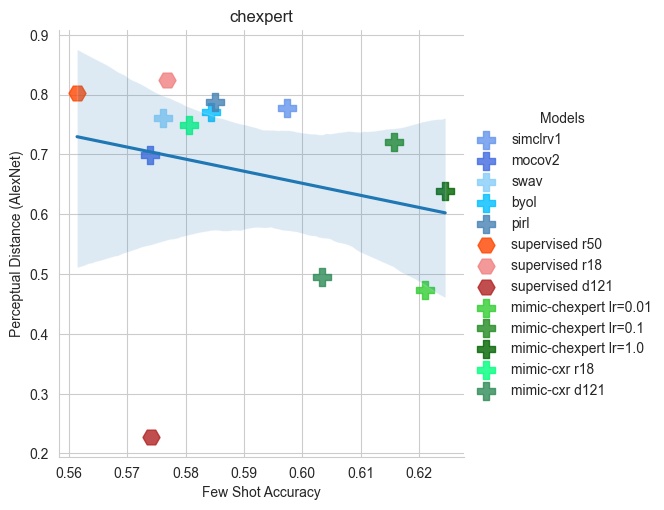 chexpert
0.9
0.8
0.7
0.6
0.5
0.4
0.3
0.2
Perceptual Distance (AlexNet)
0.56 0.57 0.58 0.59 0.60 0.61 0.62
Few Shot Accuracy
Models
simclrv1
mocov2
swav
byol
pirl
supervised r50
supervised r18
supervised d121
mimic-chexpert lr=0.01
mimic-chexpert lr=0.1
mimic-chexpert lr=1.0
mimic-cxr r18
mimic-cxr d121